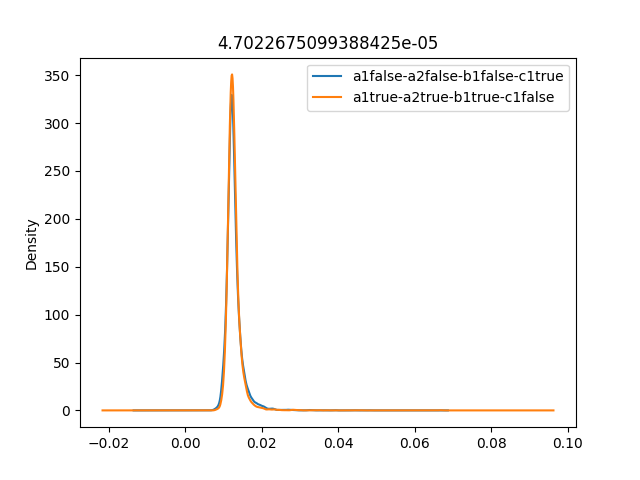 4.7022675099388425e-05
a1false-a2false-b1false-c1true
a1true-a2true-b1true-c1false
Density
350
300
250
200
150
100
50
0
−0.02 0.00 0.02 0.04 0.06 0.08 0.10